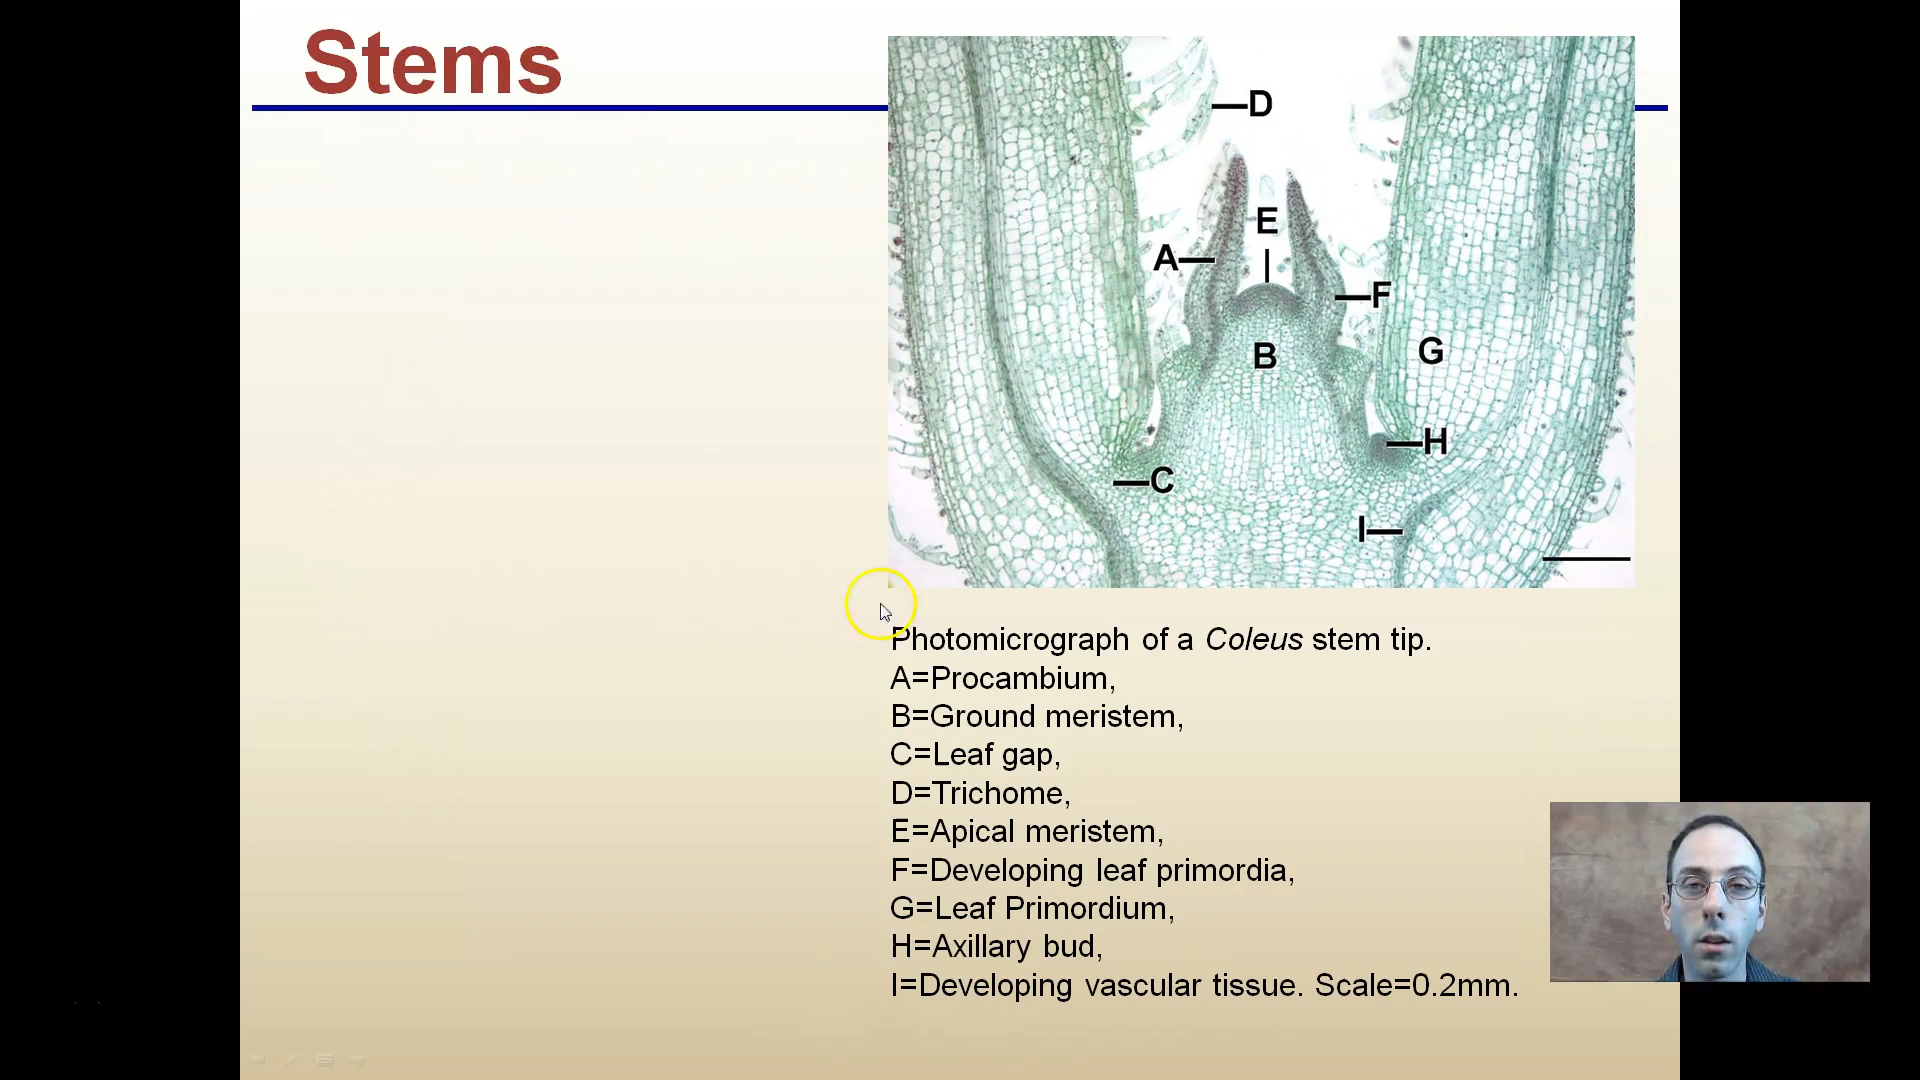 Stems
D
E
A
F
B
G
H
C
I
Photomicrograph of a Coleus stem tip.
A=Procambium,
B=Ground meristem,
C=Leaf gap,
D=Trichome,
E=Apical meristem,
F=Developing leaf primordia,
G=Leaf Primordium,
H=Axillary bud,
I=Developing vascular tissue. Scale=0.2mm.